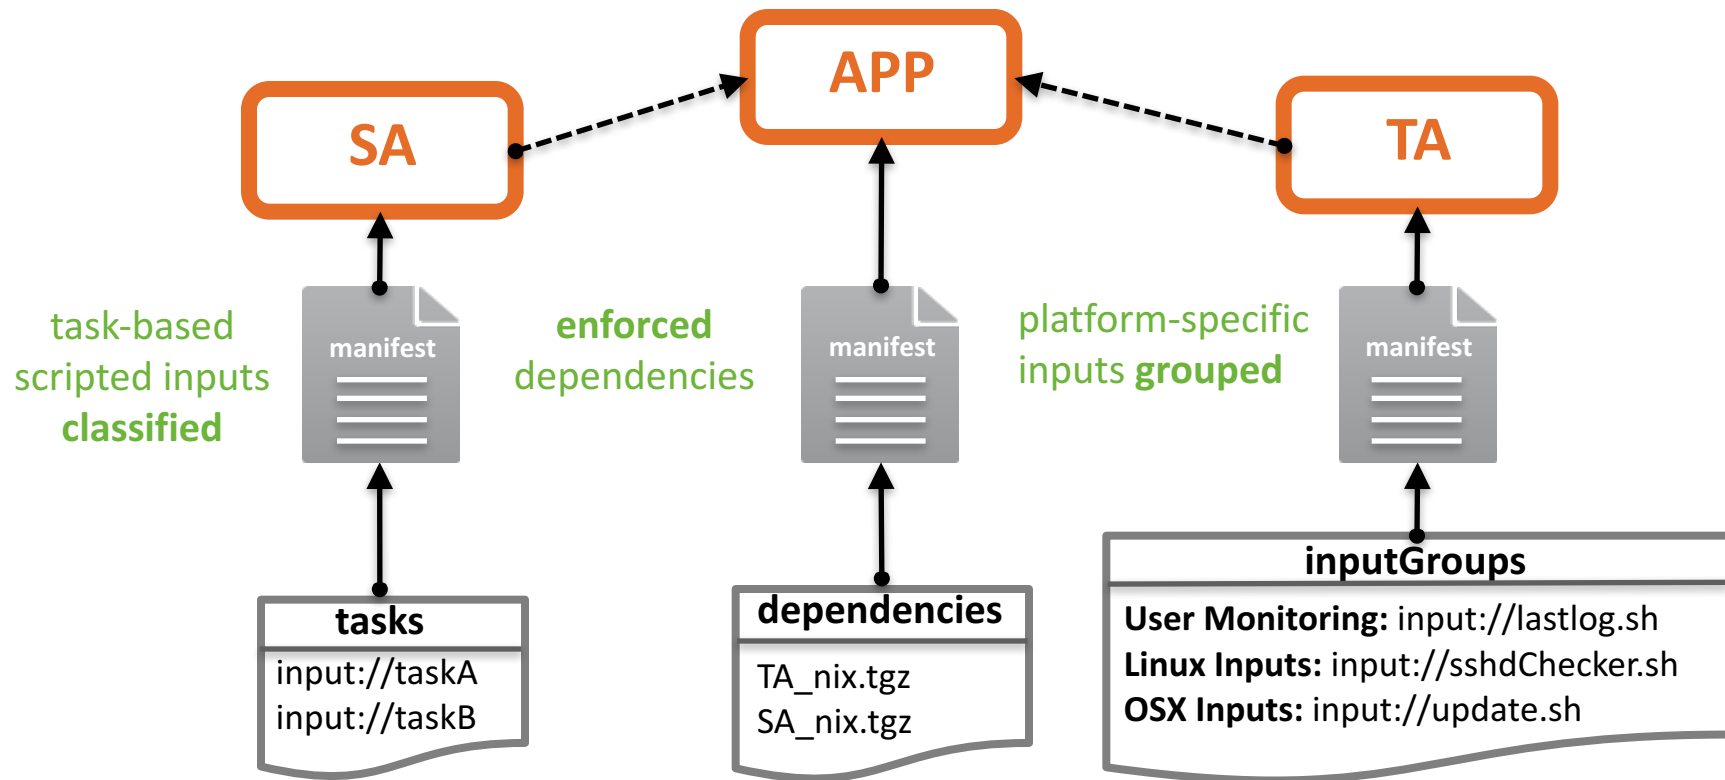 APP
SA
TA
task-based
scripted inputs
classified
manifest
enforced
dependencies
manifest
platform-specific
inputs grouped
manifest
tasks
input://taskA
input://taskB
dependencies
TA_nix.tgz
SA_nix.tgz
inputGroups
User Monitoring: input://lastlog.sh
Linux Inputs: input://sshdChecker.sh
OSX Inputs: input://update.sh